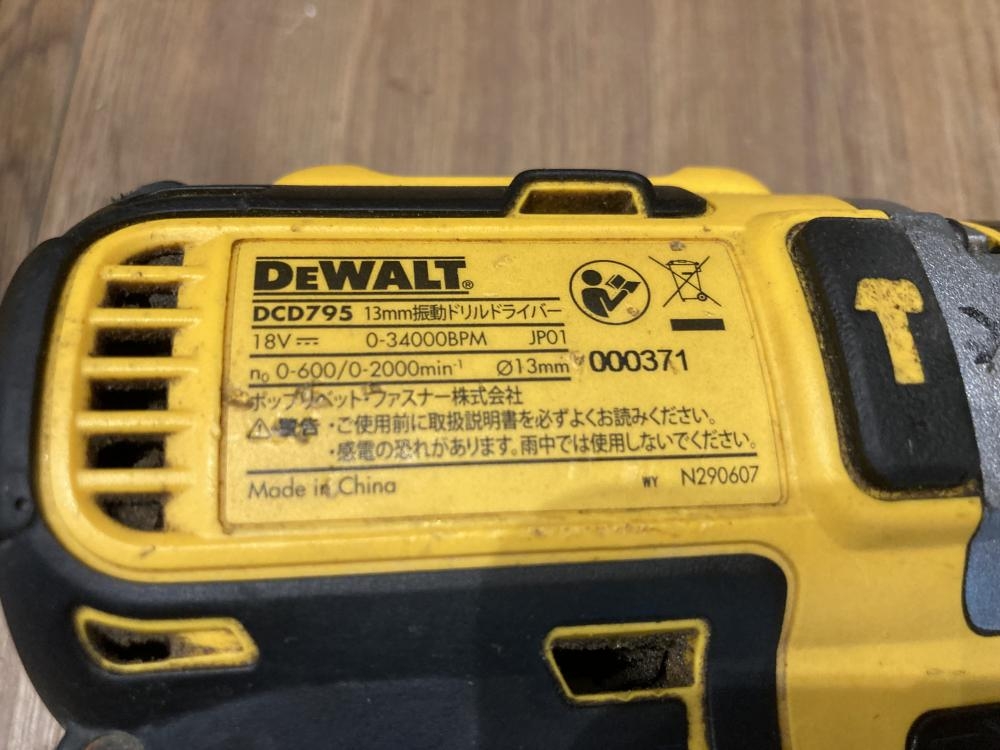 DEWALT®
DCD795 13mm振動ドリルドライバー
18V⎓ 0-34000BPM JP01
n₀ 0-600/0-2000min⁻¹ Ø13mm 000371
ポップリベット・ファスナー株式会社
⚠警告 ・ご使用前に取扱説明書を必ずよくお読みください。
・感電の恐れがあります。雨中では使用しないでください。
Made in China WY N290607